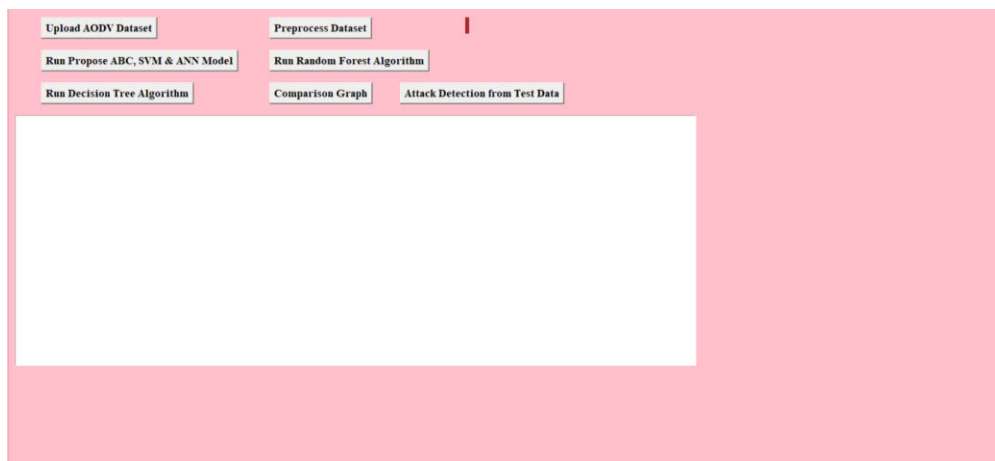 Upload AODV Dataset
Preprocess Dataset
Run Propose ABC, SVM & ANN Model
Run Random Forest Algorithm
Run Decision Tree Algorithm
Comparison Graph
Attack Detection from Test Data